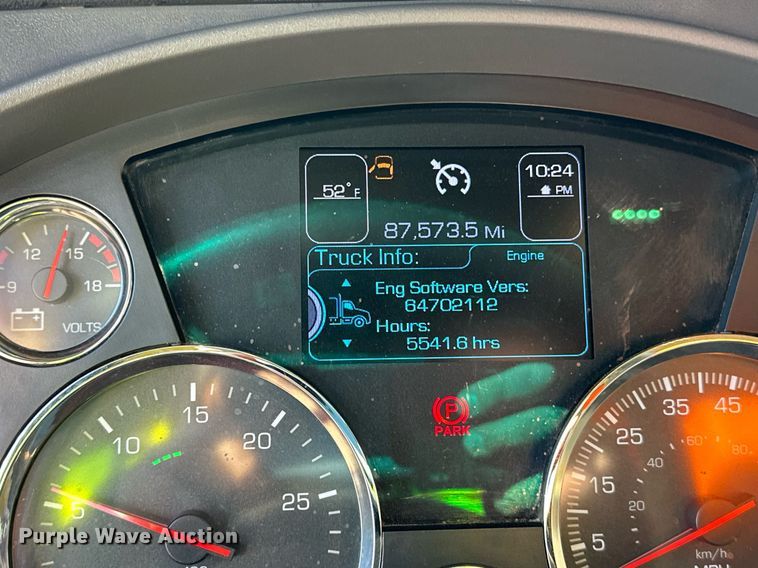 52°F
10:24
PM
87,573.5 Mi
Truck Info:
Engine
Eng Software Vers:
64702112
Hours:
5541.6 hrs
9 12 15 18
VOLTS
P
PARK
5 10 15 20 25
5 15 25 35 45
20 40 60 80
km/h
MPH
Purple Wave Auction